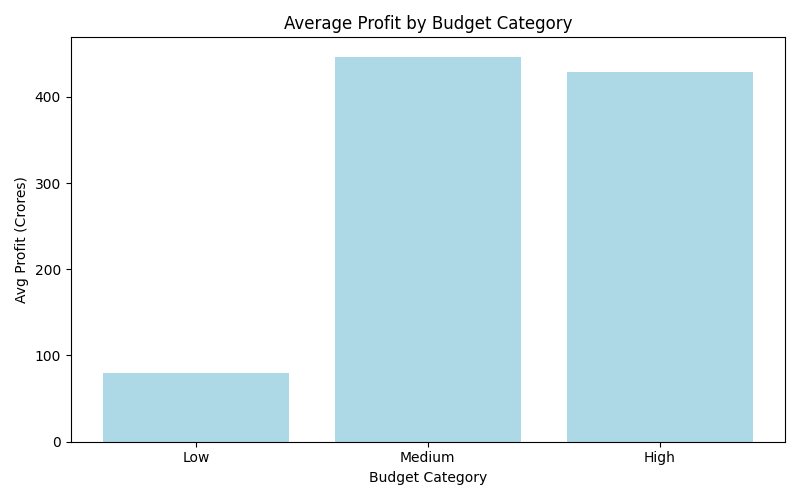 Average Profit by Budget Category
Avg Profit (Crores)
400
300
200
100
0
Low Medium High
Budget Category